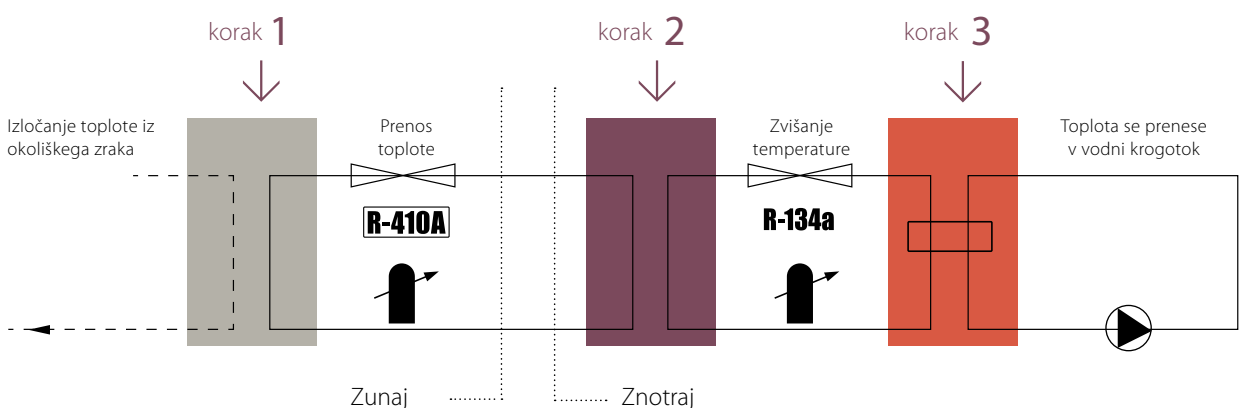 korak 1
korak 2
korak 3
Izločanje toplote iz
okoliškega zraka
Prenos
toplote
Zvišanje
temperature
Toplota se prenese
v vodni krogotok
R-410A
R-134a
Zunaj
Znotraj